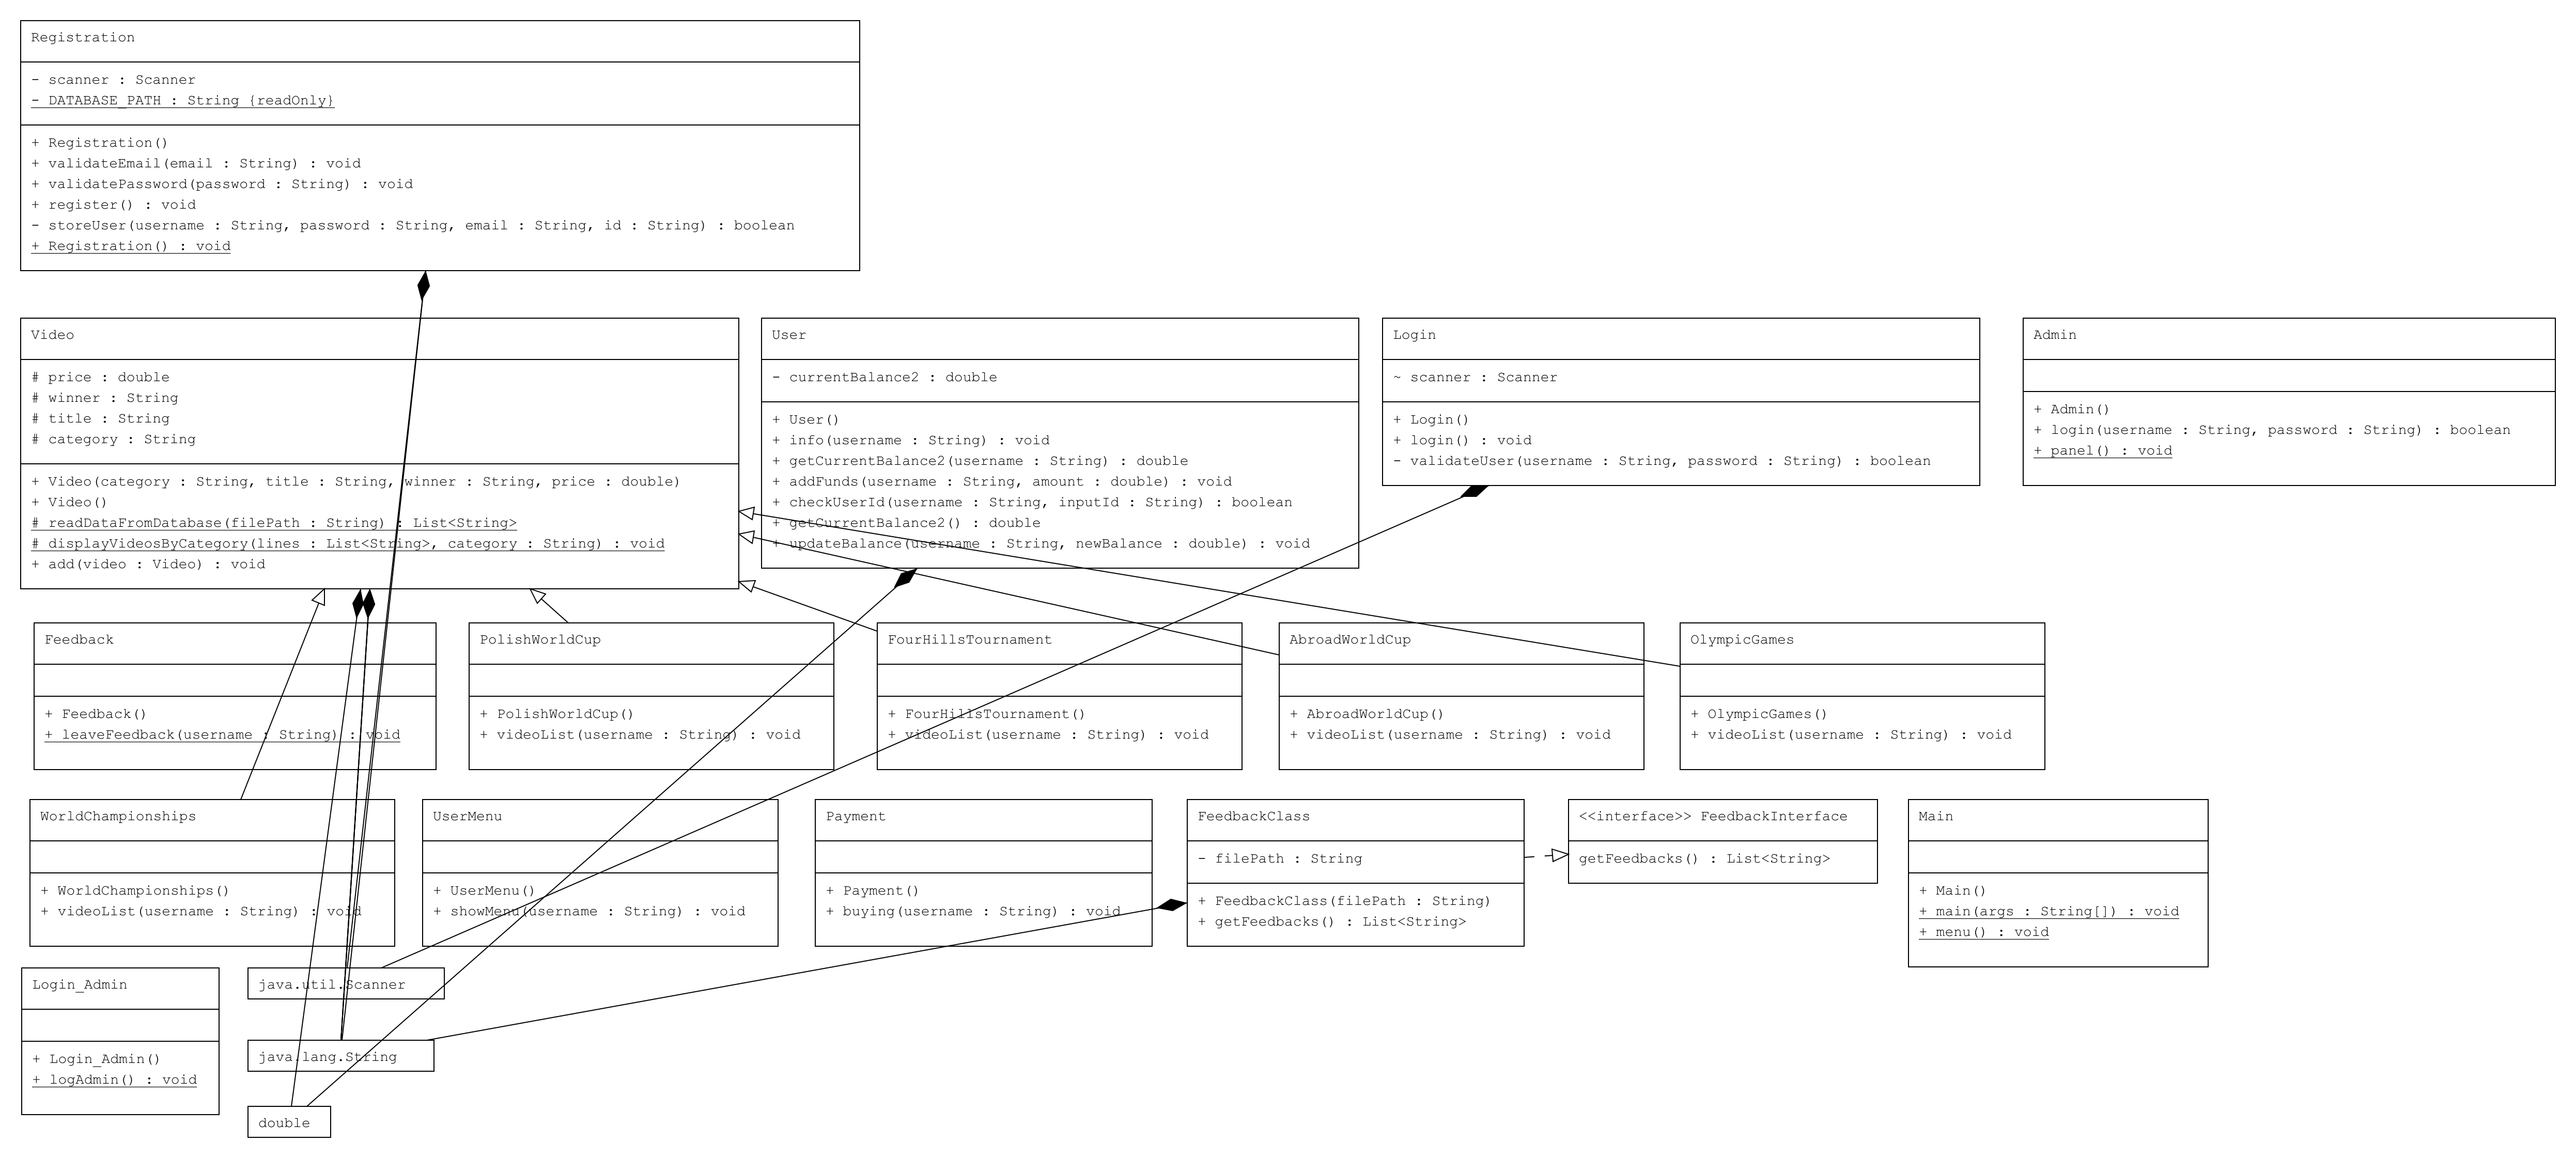 Registration
- scanner : Scanner
- DATABASE_PATH : String {readOnly}
+ Registration()
+ validateEmail(email : String) : void
+ validatePassword(password : String) : void
+ register() : void
- storeUser(username : String, password : String, email : String, id : String) : boolean
+ Registration() : void
Video
# price : double
# winner : String
# title : String
# category : String
+ Video(category : String, title : String, winner : String, price : double)
+ Video()
# readDataFromDatabase(filePath : String) : List<String>
# displayVideosByCategory(lines : List<String>, category : String) : void
+ add(video : Video) : void
User
- currentBalance2 : double
+ User()
+ info(username : String) : void
+ getCurrentBalance2(username : String) : double
+ addFunds(username : String, amount : double) : void
+ checkUserId(username : String, inputId : String) : boolean
+ getCurrentBalance2() : double
+ updateBalance(username : String, newBalance : double) : void
Login
~ scanner : Scanner
+ Login()
+ login() : void
- validateUser(username : String, password : String) : boolean
Admin
+ Admin()
+ login(username : String, password : String) : boolean
+ panel() : void
Feedback
+ Feedback()
+ leaveFeedback(username : String) : void
PolishWorldCup
+ PolishWorldCup()
+ videoList(username : String) : void
FourHillsTournament
+ FourHillsTournament()
+ videoList(username : String) : void
AbroadWorldCup
+ AbroadWorldCup()
+ videoList(username : String) : void
OlympicGames
+ OlympicGames()
+ videoList(username : String) : void
WorldChampionships
+ WorldChampionships()
+ videoList(username : String) : void
UserMenu
+ UserMenu()
+ showMenu(username : String) : void
Payment
+ Payment()
+ buying(username : String) : void
FeedbackClass
- filePath : String
+ FeedbackClass(filePath : String)
+ getFeedbacks() : List<String>
<<interface>> FeedbackInterface
getFeedbacks() : List<String>
Main
+ Main()
+ main(args : String[]) : void
+ menu() : void
Login_Admin
+ Login_Admin()
+ logAdmin() : void
java.util.Scanner
java.lang.String
double